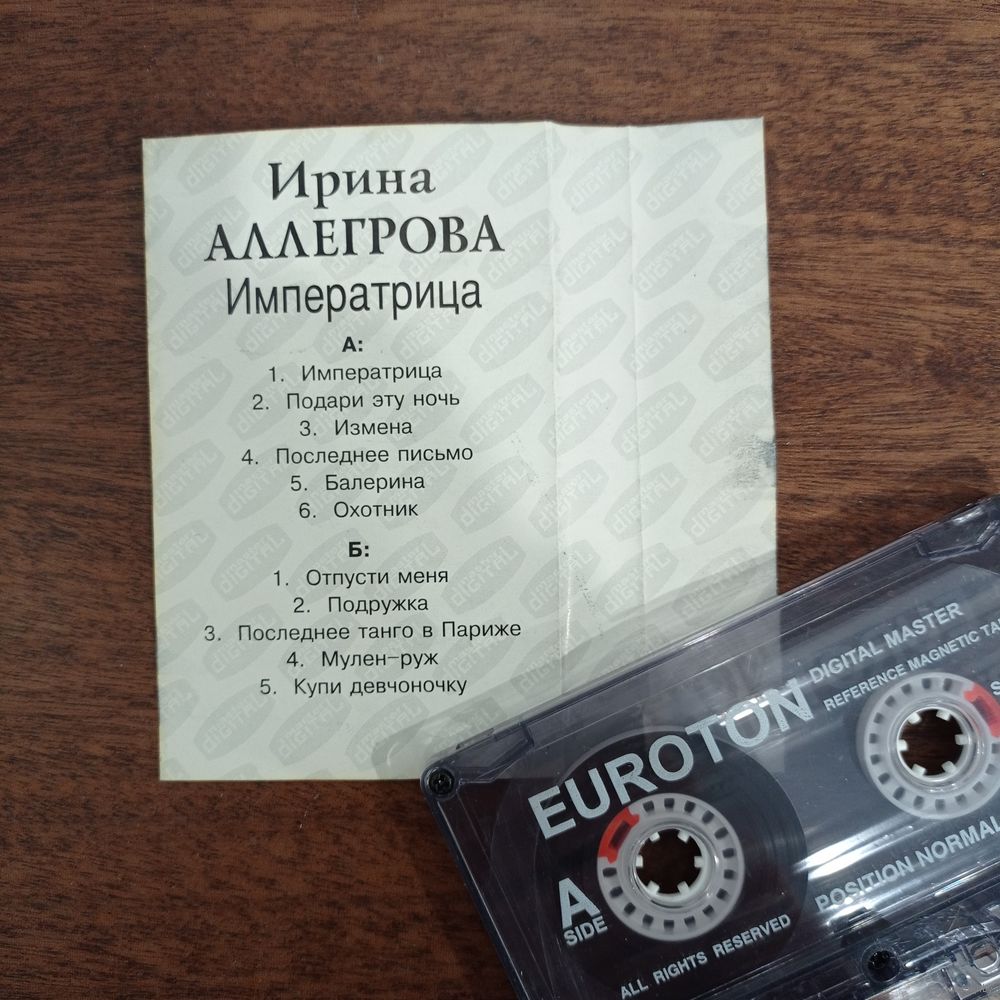 Ирина
АЛЛЕГРОВА
Императрица
А:
1. Императрица
2. Подари эту ночь
3. Измена
4. Последнее письмо
5. Балерина
6. Охотник
Б:
1. Отпусти меня
2. Подружка
3. Последнее танго в Париже
4. Мулен-руж
5. Купи девчоночку
EUROTON
DIGITAL MASTER
REFERENCE MAGNETIC
A
SIDE
POSITION NORMAL
ALL RIGHTS RESERVED